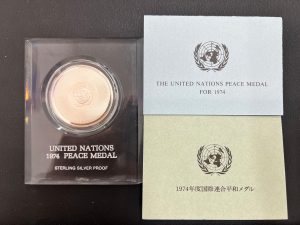 UNITED NATIONS
1974 PEACE MEDAL
STERLING SILVER PROOF
THE UNITED NATIONS PEACE MEDAL
FOR 1974
1974年度国際連合平和メダル